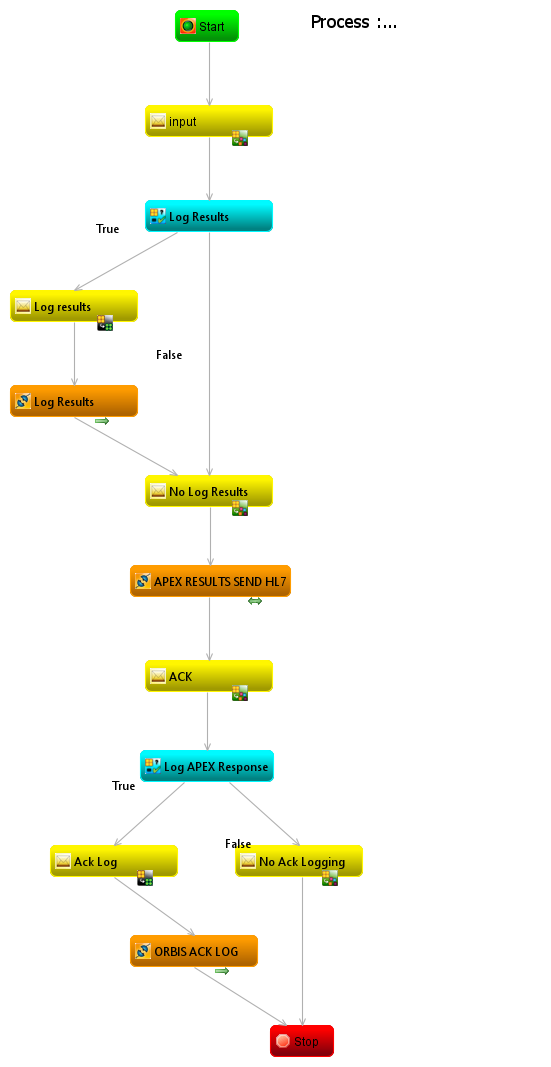 Start
Process :...
input
Log Results
True
Log results
False
Log Results
No Log Results
APEX RESULTS SEND HL7
ACK
Log APEX Response
True
False
Ack Log
No Ack Logging
ORBIS ACK LOG
Stop